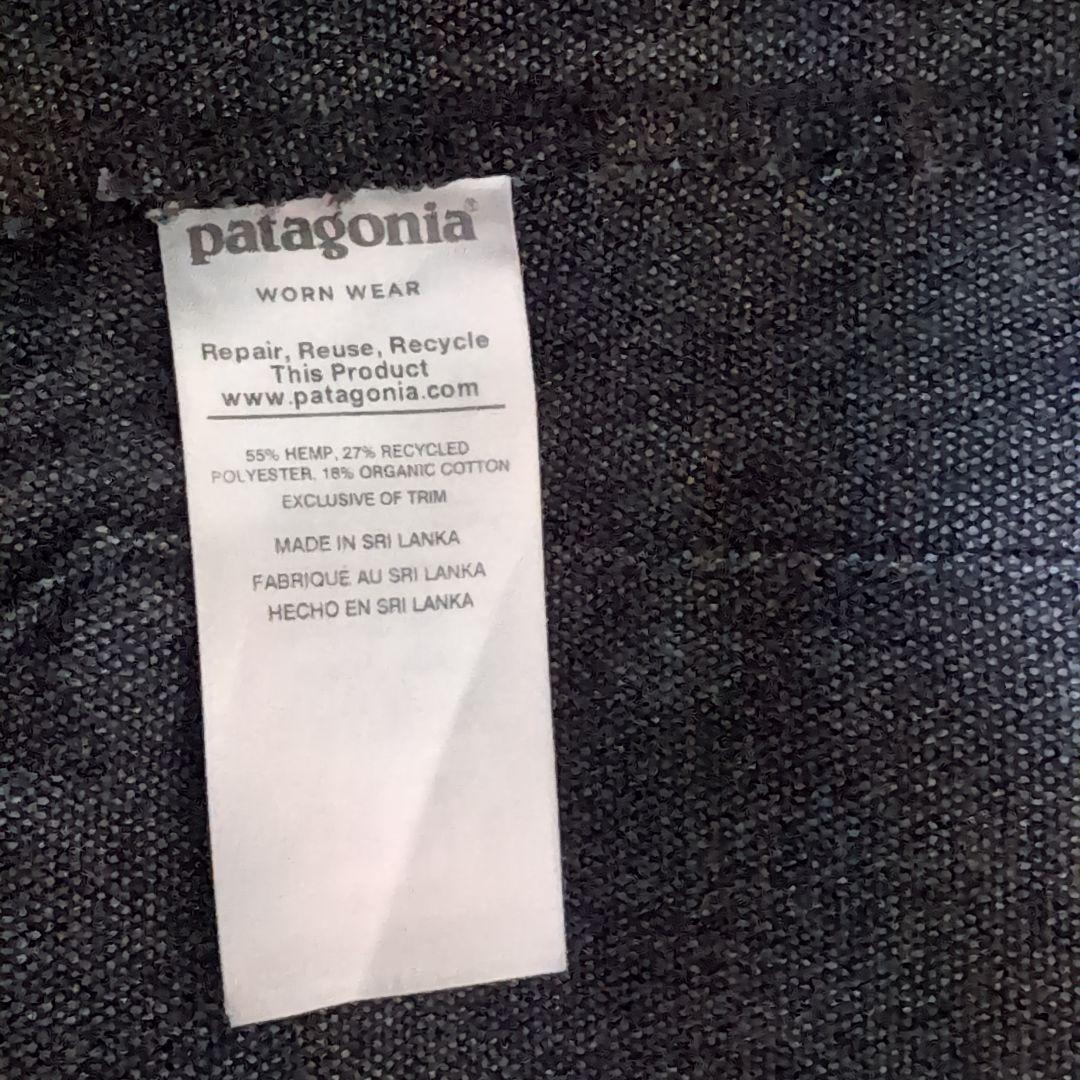 patagonia®
WORN WEAR
Repair, Reuse, Recycle
This Product
www.patagonia.com
55% HEMP, 27% RECYCLED
POLYESTER, 18% ORGANIC COTTON
EXCLUSIVE OF TRIM
MADE IN SRI LANKA
FABRIQUÉ AU SRI LANKA
HECHO EN SRI LANKA